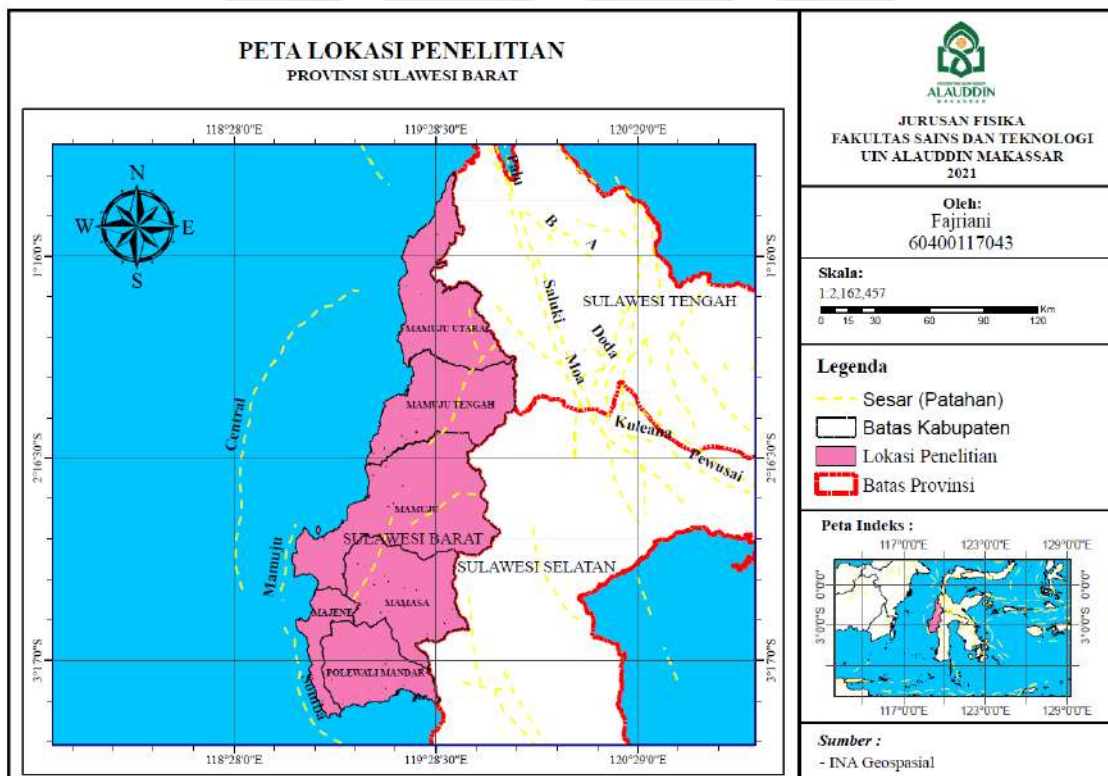 PETA LOKASI PENELITIAN
PROVINSI SULAWESI BARAT
118°28'0"E
119°28'30"E
120°29'0"E
N
W
E
S
1°16'0"S
2°16'30"S
3°17'0"S
1°16'0"S
2°16'30"S
3°17'0"S
Palu
B
A
Saluki
SULAWESI TENGAH
MAMUJU UTARA
Doda
Moa
MAMUJU TENGAH
Kuleana
Pewusai
Central
MAMUJU
SULAWESI BARAT
Mamuju
SULAWESI SELATAN
MAMASA
MAJENE
POLEWALI MANDAR
118°28'0"E
119°28'30"E
120°29'0"E
ALAUDDIN
MAKASSAR
JURUSAN FISIKA
FAKULTAS SAINS DAN TEKNOLOGI
UIN ALAUDDIN MAKASSAR
2021
Oleh:
Fajriani
60400117043
Skala:
1:2,162,457
Km
0 15 30 60 90 120
Legenda
Sesar (Patahan)
Batas Kabupaten
Lokasi Penelitian
Batas Provinsi
Peta Indeks :
117°0'0"E 123°0'0"E 129°0'0"E
0°0'0"
3°0'0"S
0°0'0"
3°0'0"S
117°0'0"E 123°0'0"E 129°0'0"E
Sumber :
- INA Geospasial